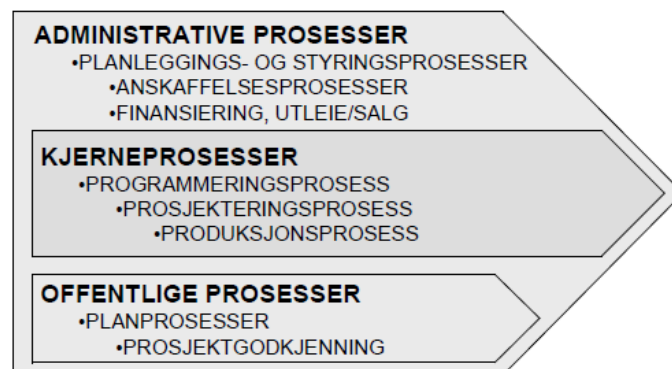 ADMINISTRATIVE PROSESSER
•PLANLEGGINGS- OG STYRINGSPROSESSER
•ANSKAFFELSESPROSESSER
•FINANSIERING, UTLEIE/SALG
KJERNEPROSESSER
•PROGRAMMERINGSPROSESS
•PROSJEKTERINGSPROSESS
•PRODUKSJONSPROSESS
OFFENTLIGE PROSESSER
•PLANPROSESSER
•PROSJEKTGODKJENNING